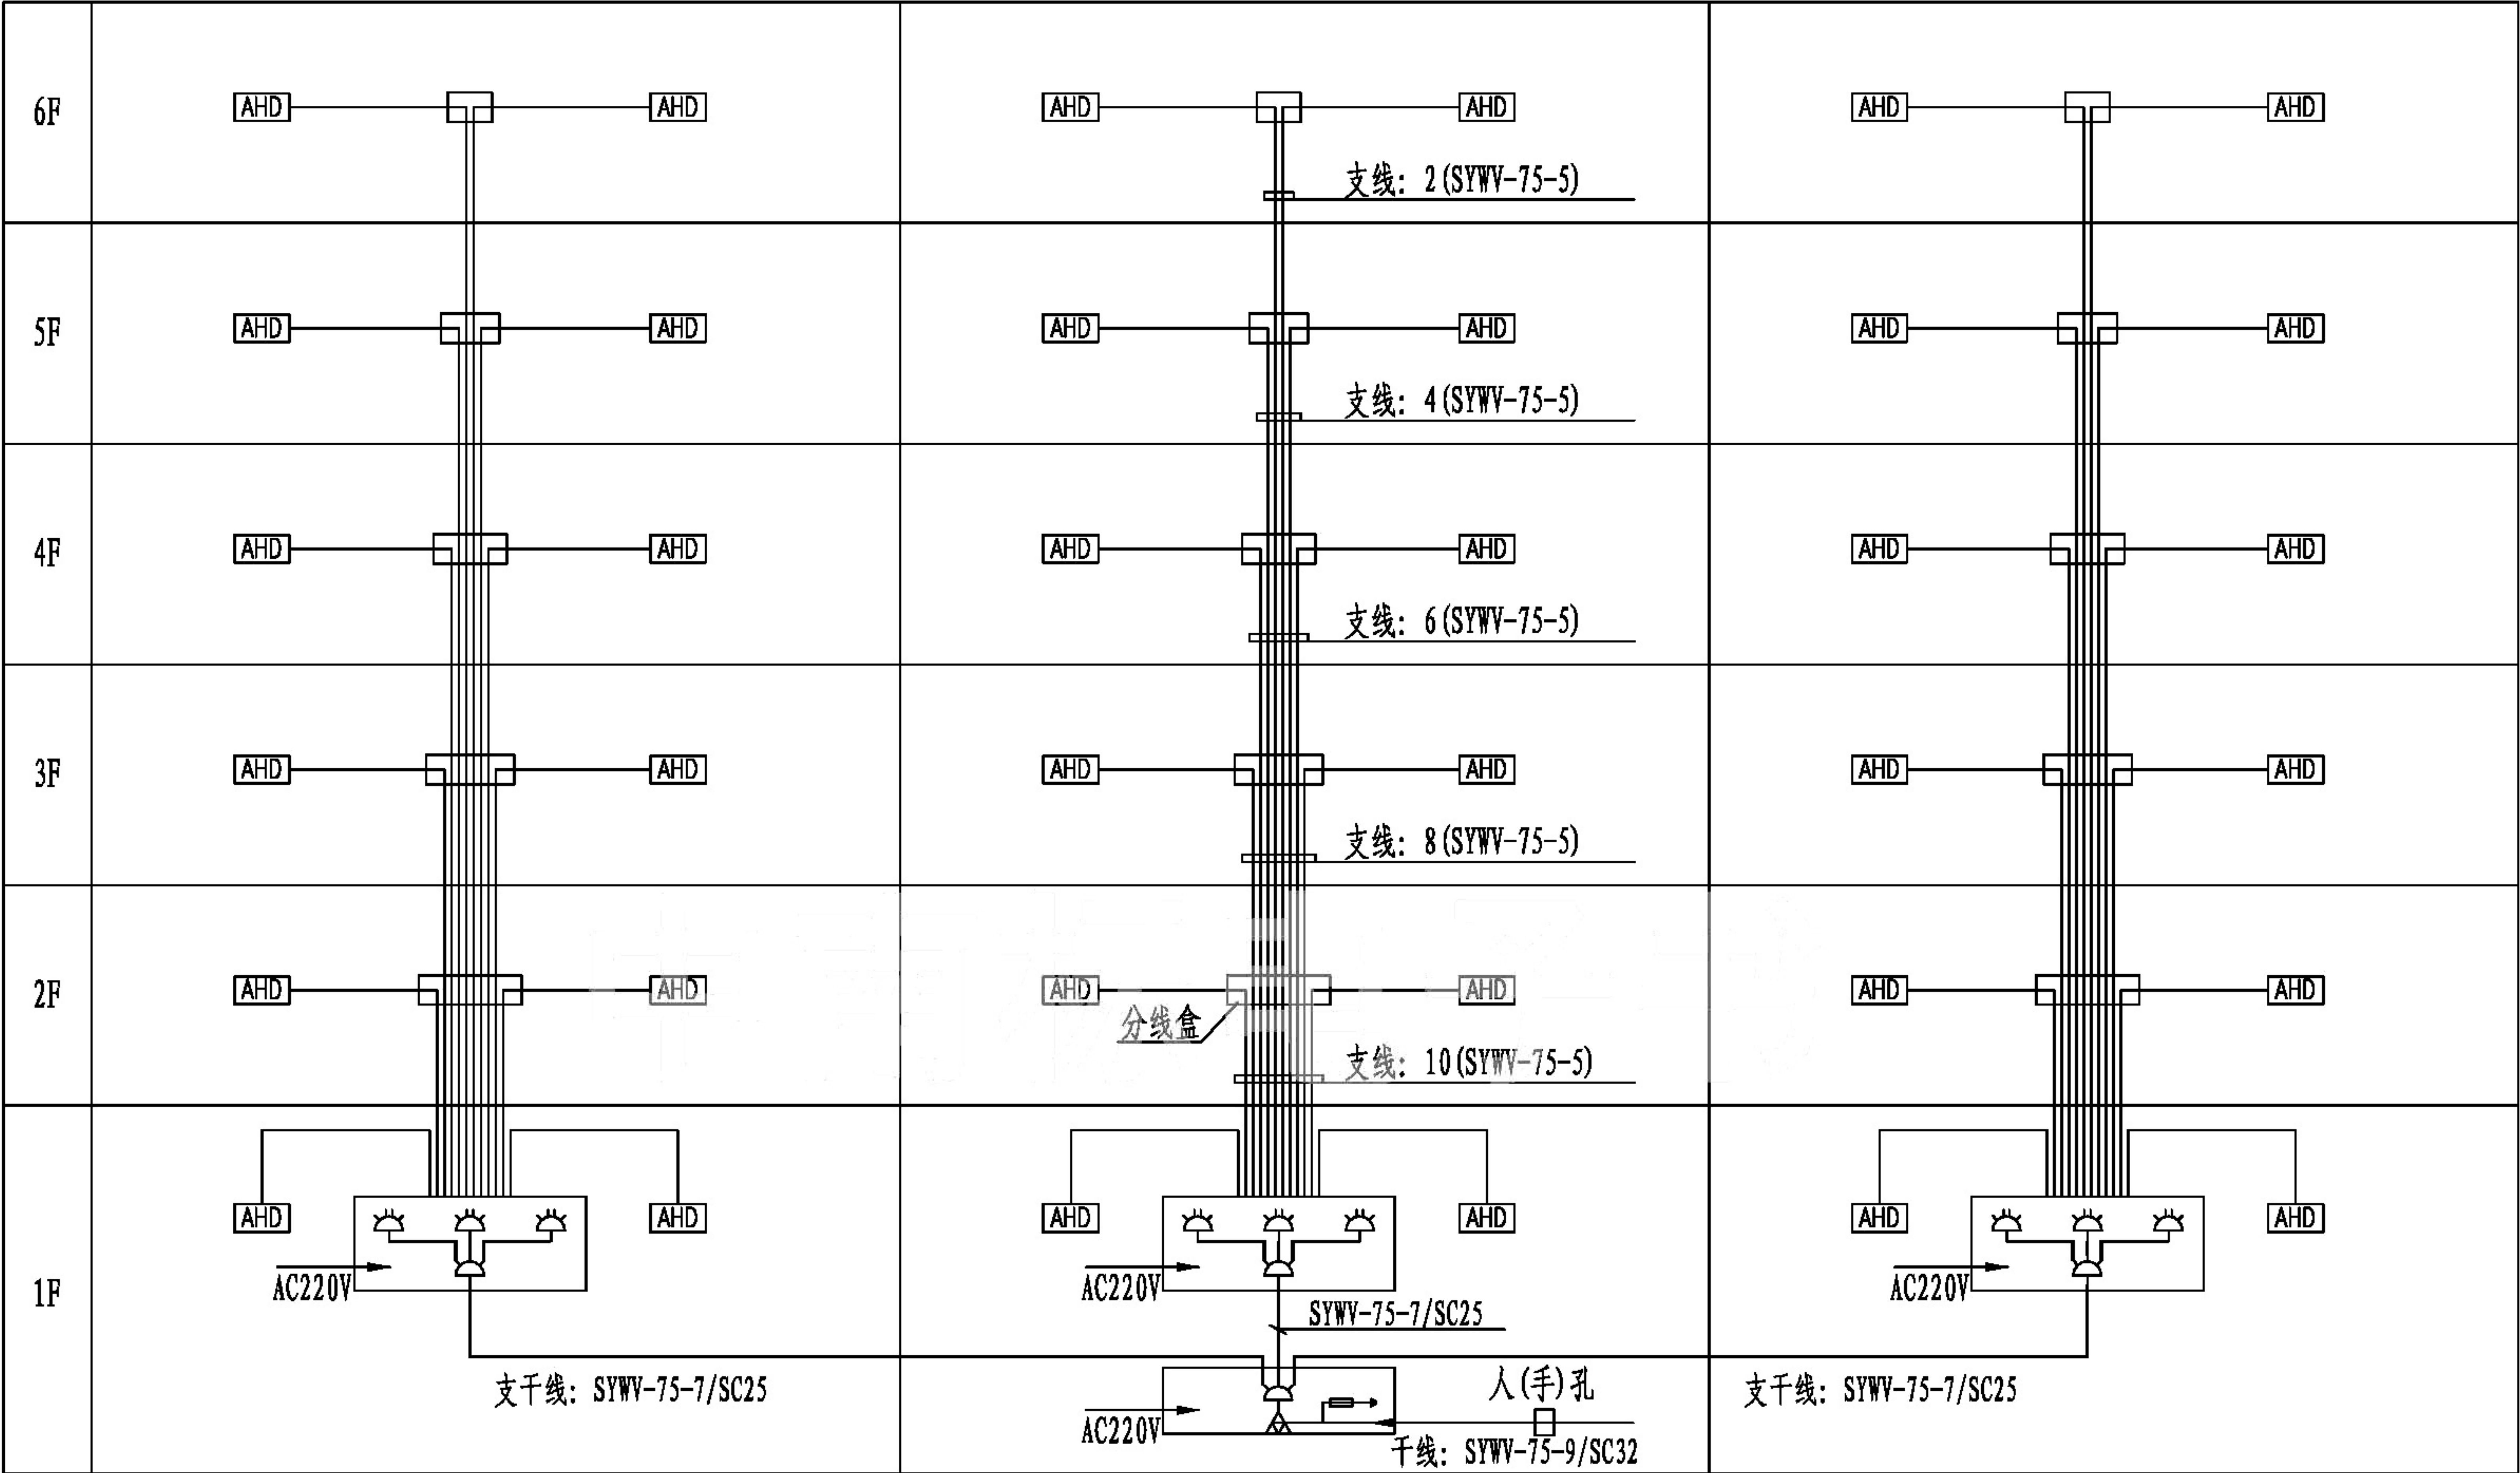 6F
AHD AHD AHD AHD AHD AHD
支线: 2(SYWV-75-5)
5F
AHD AHD AHD AHD AHD AHD
支线: 4(SYWV-75-5)
4F
AHD AHD AHD AHD AHD AHD
支线: 6(SYWV-75-5)
3F
AHD AHD AHD AHD AHD AHD
支线: 8(SYWV-75-5)
2F
AHD AHD AHD AHD AHD AHD
分线盒
支线: 10(SYWV-75-5)
1F
AHD AHD AHD AHD AHD AHD
AC220V AC220V AC220V
SYWV-75-7/SC25
支干线: SYWV-75-7/SC25
人(手)孔
支干线: SYWV-75-7/SC25
AC220V
干线: SYWV-75-9/SC32